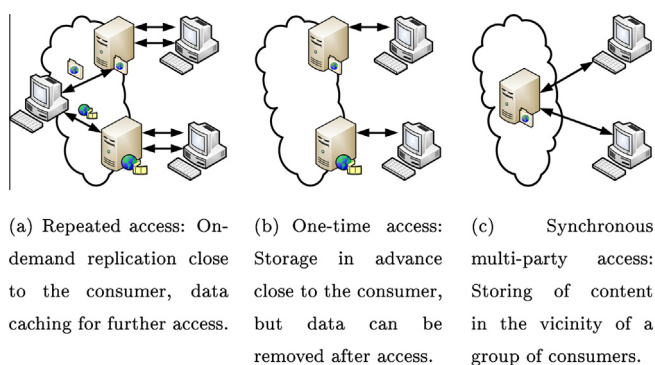 (a) Repeated access: On-
demand replication close
to the consumer, data
caching for further access.
(b) One-time access:
Storage in advance
close to the consumer,
but data can be
removed after access.
(c) Synchronous
multi-party access:
Storing of content
in the vicinity of a
group of consumers.